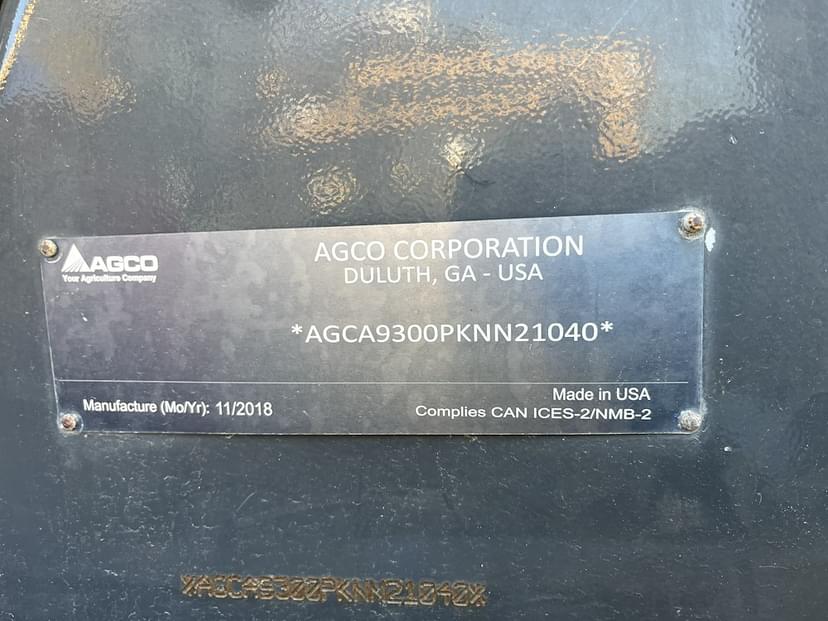 AGCO
Your Agriculture Company
AGCO CORPORATION
DULUTH, GA - USA
*AGCA9300PKNN21040*
Manufacture (Mo/Yr): 11/2018
Made in USA
Complies CAN ICES-2/NMB-2
*AGCA9300PKNN21040*